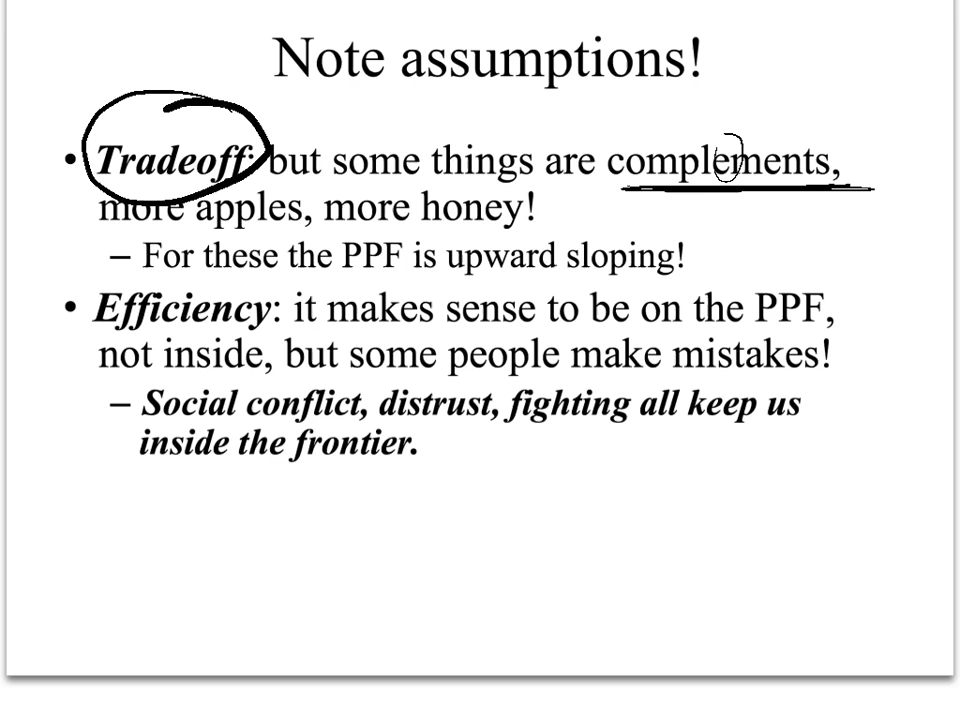 Note assumptions!
• Tradeoff: but some things are complements,
more apples, more honey!
– For these the PPF is upward sloping!
• Efficiency: it makes sense to be on the PPF,
not inside, but some people make mistakes!
– Social conflict, distrust, fighting all keep us
inside the frontier.